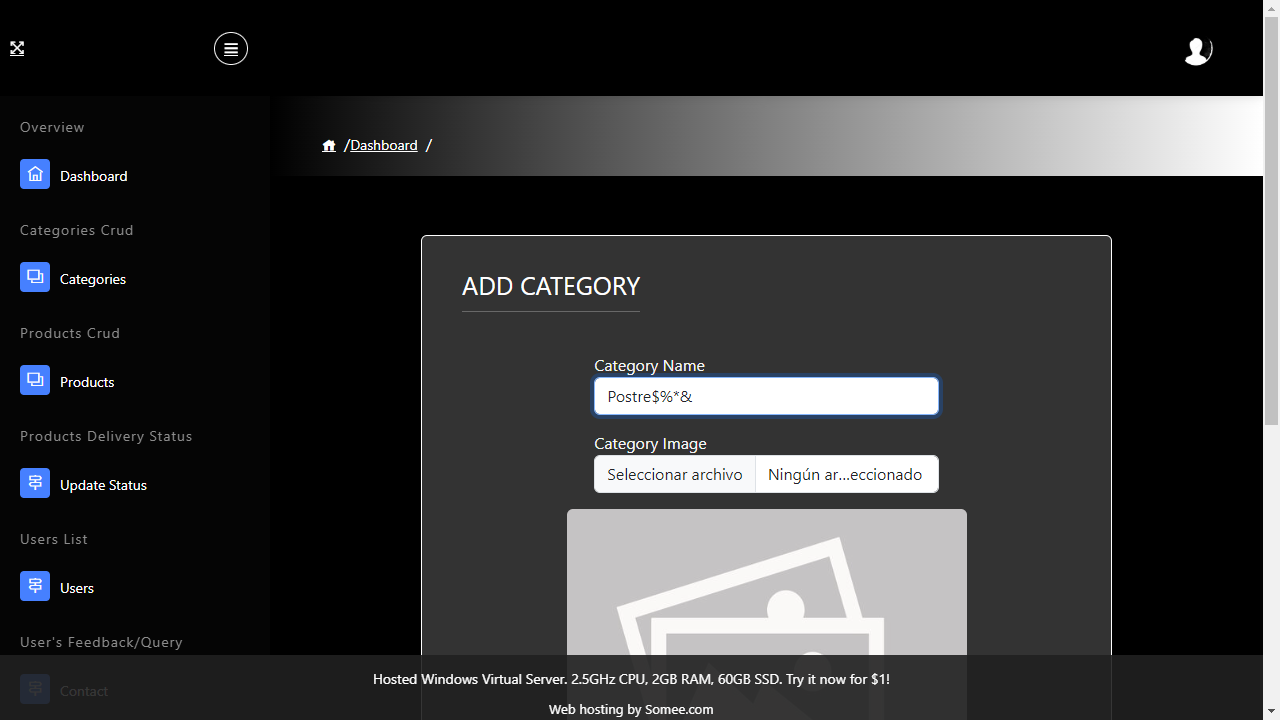 /Dashboard /
Overview
Dashboard
Categories Crud
Categories
Products Crud
Products
Products Delivery Status
Update Status
Users List
Users
User's Feedback/Query
Contact
ADD CATEGORY
Category Name
Postre$%*&
Category Image
Seleccionar archivo Ningún ar...eccionado
Hosted Windows Virtual Server. 2.5GHz CPU, 2GB RAM, 60GB SSD. Try it now for $1!
Web hosting by Somee.com